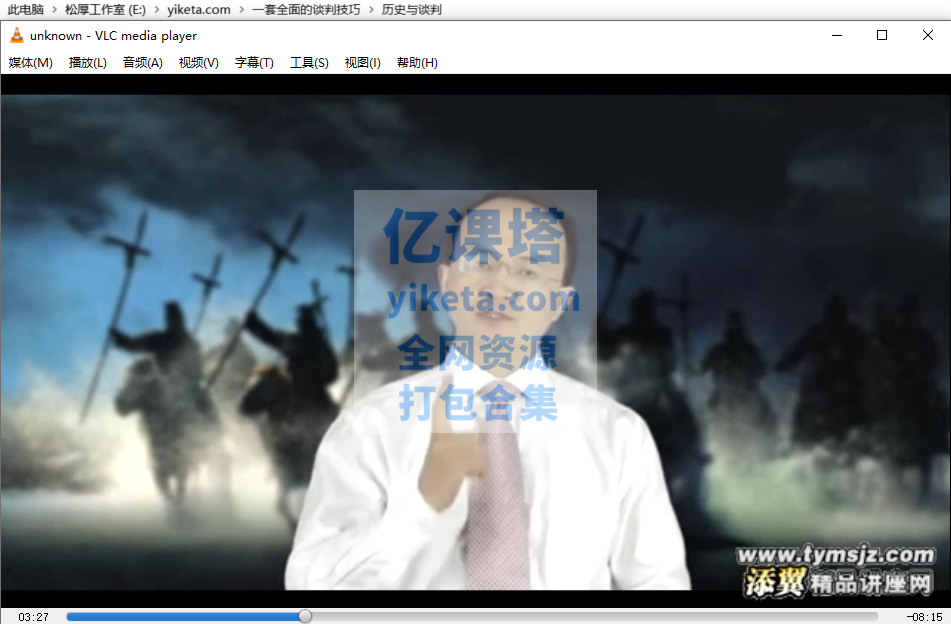 此电脑 > 松厚工作室 (E:) > yiketa.com > 一套全面的谈判技巧 > 历史与谈判
unknown - VLC media player
媒体(M) 播放(L) 音频(A) 视频(V) 字幕(T) 工具(S) 视图(I) 帮助(H)
亿课塔
yiketa.com
全网资源
打包合集
www.tymsjz.com
添翼精品讲座网
03:27 -08:15